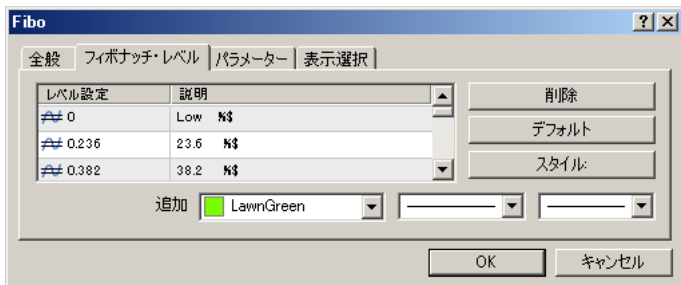 Fibo
全般 フィボナッチ・レベル パラメーター 表示選択
レベル設定 説明 削除
0 Low %$
0.236 23.6 %$ デフォルト
0.382 38.2 %$ スタイル:
追加 LawnGreen
OK キャンセル